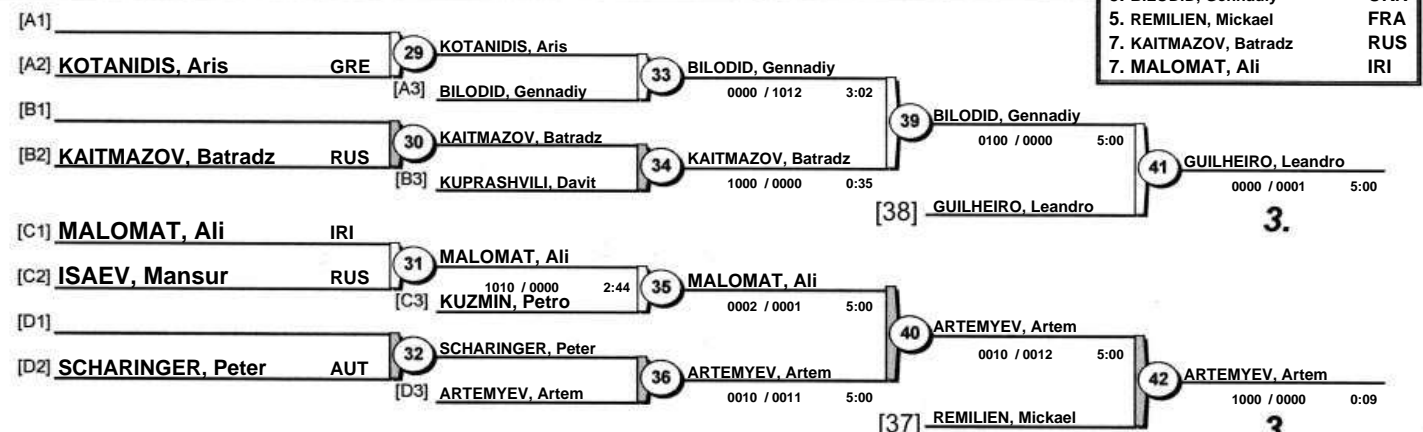 5. REMILIEN, Mickael FRA
7. KAITMAZOV, Batradz RUS
7. MALOMAT, Ali IRI
[A1]
[A2] KOTANIDIS, Aris GRE
29
KOTANIDIS, Aris
[A3] BILODID, Gennadiy
33
BILODID, Gennadiy
0000 / 1012 3:02
[B1]
[B2] KAITMAZOV, Batradz RUS
30
KAITMAZOV, Batradz
[B3] KUPRASHVILI, Davit
34
KAITMAZOV, Batradz
1000 / 0000 0:35
39
BILODID, Gennadiy
0100 / 0000 5:00
[38] GUILHEIRO, Leandro
41
GUILHEIRO, Leandro
0000 / 0001 5:00
3.
[C1] MALOMAT, Ali IRI
[C2] ISAEV, Mansur RUS
31
MALOMAT, Ali
1010 / 0000 2:44
[C3] KUZMIN, Petro
35
MALOMAT, Ali
0002 / 0001 5:00
[D1]
[D2] SCHARINGER, Peter AUT
32
SCHARINGER, Peter
[D3] ARTEMYEV, Artem
36
ARTEMYEV, Artem
0010 / 0011 5:00
40
ARTEMYEV, Artem
0010 / 0012 5:00
[37] REMILIEN, Mickael
42
ARTEMYEV, Artem
1000 / 0000 0:09
3